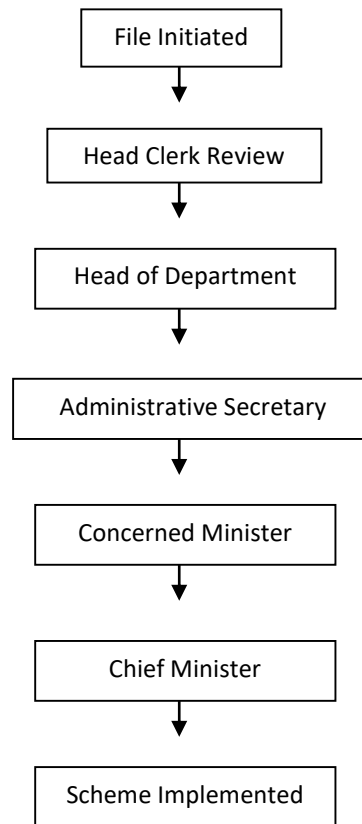 File Initiated
Head Clerk Review
Head of Department
Administrative Secretary
Concerned Minister
Chief Minister
Scheme Implemented